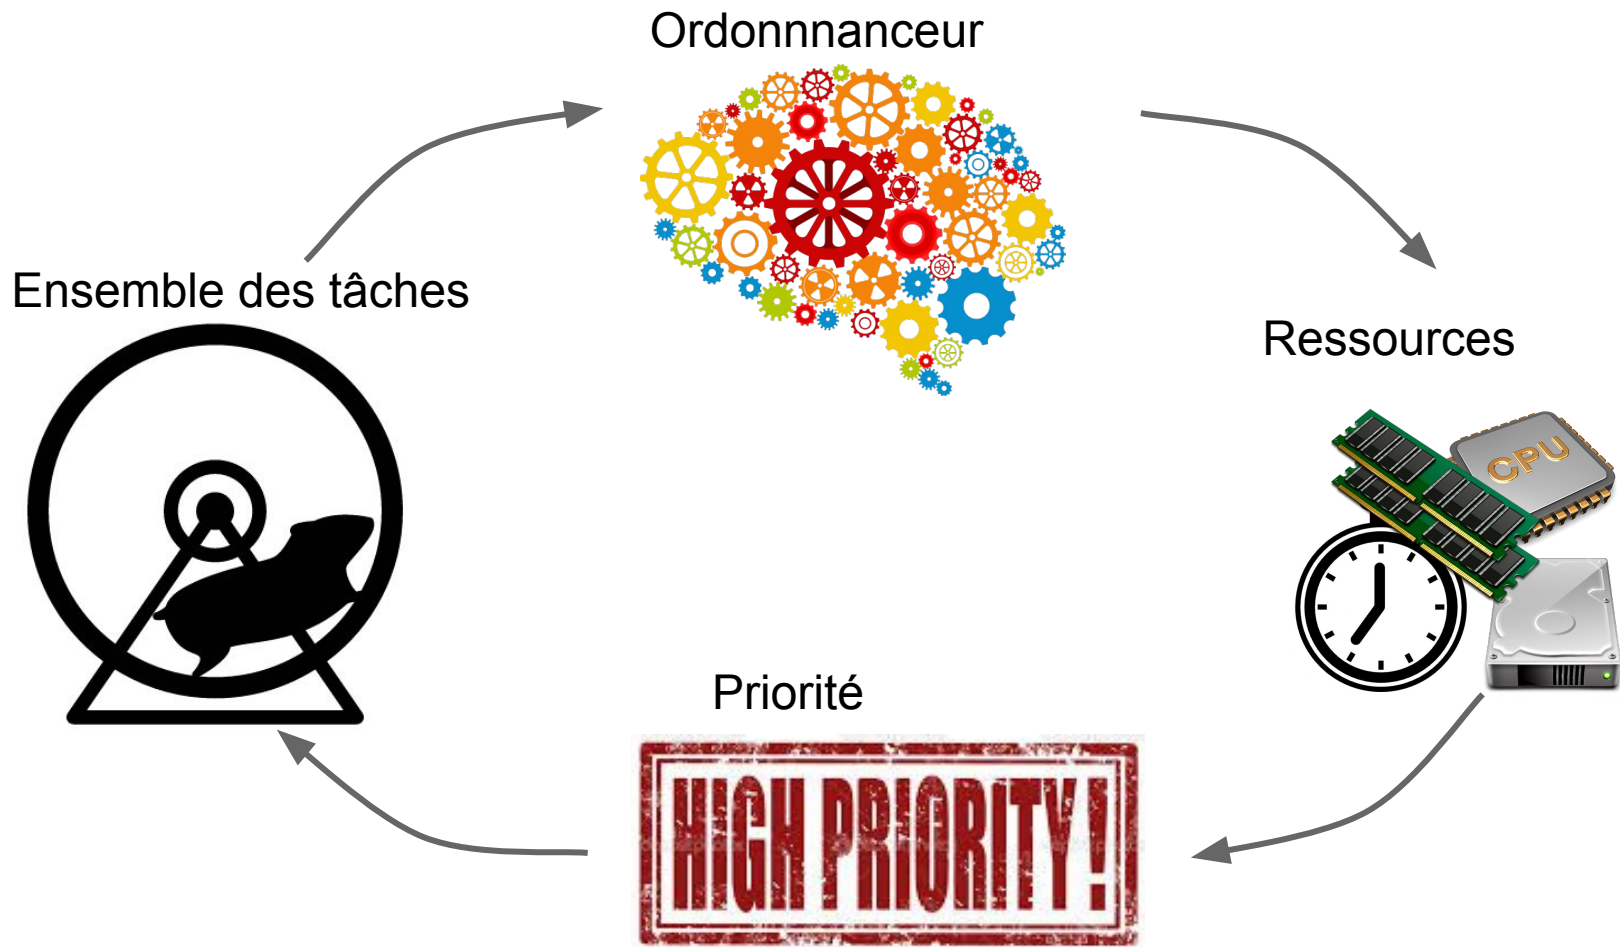 Ordonnnanceur
Ensemble des tâches
Ressources
CPU
Priorité
HIGH PRIORITY!